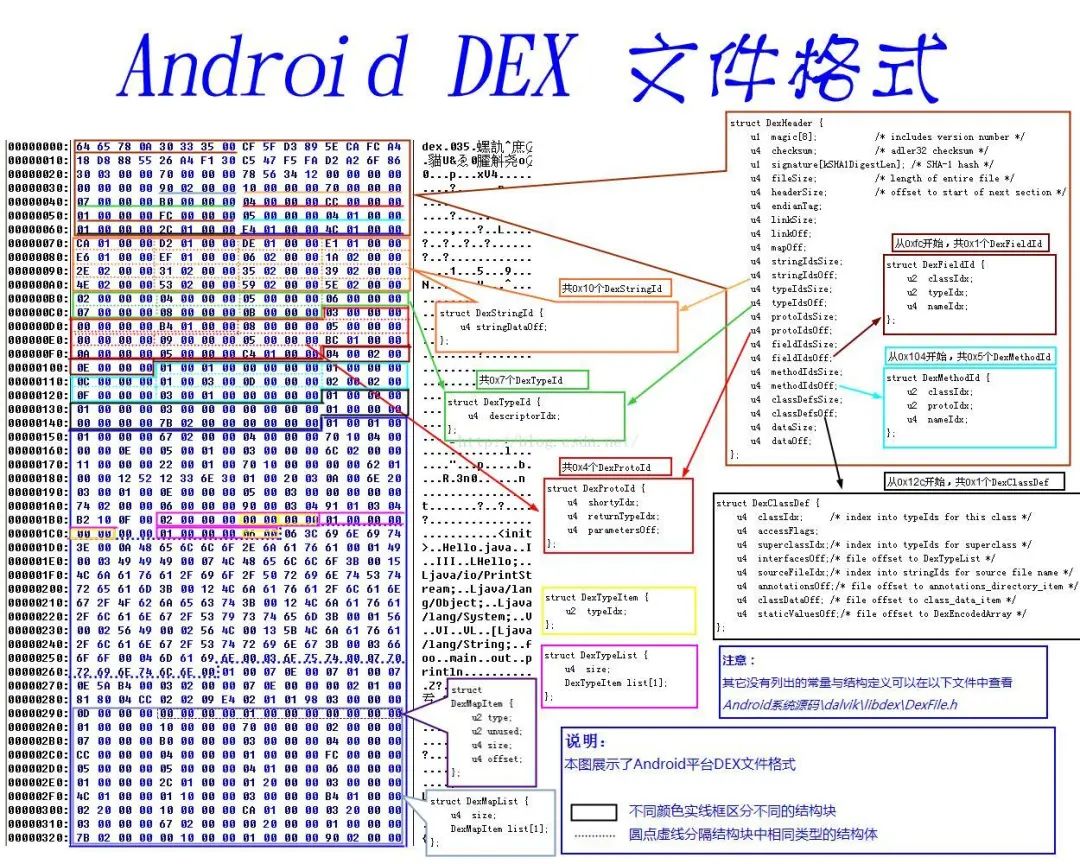 Android DEX 文件格式
00000000: 64 65 78 0A 30 33 35 00 CF 5F D3 89 5E CA FC A4
00000010: 18 D8 88 55 26 A4 F1 30 C5 47 F5 FA D2 A2 6F 86
00000020: 30 03 00 00 70 00 00 00 78 56 34 12 00 00 00 00
00000030: 00 00 00 00 90 02 00 00 10 00 00 00 70 00 00 00
00000040: 07 00 00 00 B0 00 00 00 04 00 00 00 CC 00 00 00
00000050: 01 00 00 00 FC 00 00 00 05 00 00 00 04 01 00 00
00000060: 01 00 00 00 2C 01 00 00 E4 01 00 00 4C 01 00 00
00000070: CA 01 00 00 D2 01 00 00 DE 01 00 00 E1 01 00 00
00000080: E6 01 00 00 EF 01 00 00 06 02 00 00 1A 02 00 00
00000090: 2E 02 00 00 31 02 00 00 35 02 00 00 39 02 00 00
000000A0: 4E 02 00 00 53 02 00 00 59 02 00 00 5E 02 00 00
000000B0: 02 00 00 00 04 00 00 00 05 00 00 00 06 00 00 00
000000C0: 07 00 00 00 08 00 00 00 0B 00 00 00 03 00 00 00
000000D0: 00 00 00 00 B4 01 00 00 08 00 00 00 05 00 00 00
000000E0: 00 00 00 00 09 00 00 00 05 00 00 00 BC 01 00 00
000000F0: 0A 00 00 00 05 00 00 00 C4 01 00 00 04 00 02 00
00000100: 0E 00 00 00 01 00 01 00 00 00 00 00 01 00 00 00
00000110: 0C 00 00 00 01 00 03 00 0D 00 00 00 02 00 02 00
00000120: 0F 00 00 00 03 00 01 00 00 00 00 00 01 00 00 00
00000130: 01 00 00 00 03 00 00 00 00 00 00 00 01 00 00 00
00000140: 00 00 00 00 7B 02 00 00 00 00 00 00 01 00 01 00
00000150: 01 00 00 00 67 02 00 00 04 00 00 00 70 10 04 00
00000160: 00 00 0E 00 05 00 01 00 03 00 00 00 6C 02 00 00
00000170: 11 00 00 00 22 00 01 00 70 10 00 00 00 00 62 01
00000180: 00 00 12 52 12 33 6E 30 01 00 20 03 0A 00 6E 20
00000190: 03 00 01 00 0E 00 00 00 05 00 03 00 00 00 00 00
000001A0: 74 02 00 00 06 00 00 00 90 00 03 04 91 01 03 04
000001B0: B2 10 0F 00 02 00 00 00 00 00 00 00 01 00 00 00
000001C0: 00 00 00 00 01 00 00 00 06 00 06 3C 69 6E 69 74
000001D0: 3E 00 0A 48 65 6C 6C 6F 2E 6A 61 76 61 00 01 49
000001E0: 00 03 49 49 49 00 07 4C 48 65 6C 6C 6F 3B 00 15
000001F0: 4C 6A 61 76 61 2F 69 6F 2F 50 72 69 6E 74 53 74
00000200: 72 65 61 6D 3B 00 12 4C 6A 61 76 61 2F 6C 61 6E
00000210: 67 2F 4F 62 6A 65 63 74 3B 00 12 4C 6A 61 76 61
00000220: 2F 6C 61 6E 67 2F 53 79 73 74 65 6D 3B 00 01 56
00000230: 00 02 56 49 00 02 56 4C 00 13 5B 4C 6A 61 76 61
00000240: 2F 6C 61 6E 67 2F 53 74 72 69 6E 67 3B 00 03 66
00000250: 6F 6F 00 04 6D 61 69 6E 00 03 6F 75 74 00 07 70
00000260: 72 69 6E 74 6C 6E 00 01 00 07 0E 00 07 01 00 07
00000270: 0E 5A B4 00 03 02 00 00 07 0E 00 00 00 02 01 00
00000280: 81 80 04 CC 02 02 09 E4 02 01 01 98 03 00 00 00
00000290: 0D 00 00 00 00 00 00 00 01 00 00 00 00 00 00 00
000002A0: 01 00 00 00 10 00 00 00 70 00 00 00 02 00 00 00
000002B0: 07 00 00 00 B0 00 00 00 03 00 00 00 04 00 00 00
000002C0: CC 00 00 00 04 00 00 00 01 00 00 00 FC 00 00 00
000002D0: 05 00 00 00 05 00 00 00 04 01 00 00 06 00 00 00
000002E0: 01 00 00 00 2C 01 00 00 01 20 00 00 03 00 00 00
000002F0: 4C 01 00 00 01 10 00 00 03 00 00 00 B4 01 00 00
00000300: 02 20 00 00 10 00 00 00 CA 01 00 00 03 20 00 00
00000310: 03 00 00 00 67 02 00 00 00 20 00 00 01 00 00 00
00000320: 7B 02 00 00 00 10 00 00 01 00 00 00 90 02 00 00
dex.035.
0...p...xV4.....
.........<init
>..Hello.java..I
..III..LHello;..
Ljava/io/PrintSt
ream;..Ljava/lan
g/Object;..Ljava
/lang/System;..V
..VI..VL..[Ljava
/lang/String;..f
oo..main..out..p
rintln
struct DexHeader {
u1 magic[8]; /* includes version number */
u4 checksum; /* adler32 checksum */
u1 signature[kSHA1DigestLen]; /* SHA-1 hash */
u4 fileSize; /* length of entire file */
u4 headerSize; /* offset to start of next section */
u4 endianTag;
u4 linkSize;
u4 linkOff;
u4 mapOff;
u4 stringIdsSize;
u4 stringIdsOff;
u4 typeIdsSize;
u4 typeIdsOff;
u4 protoIdsSize;
u4 protoIdsOff;
u4 fieldIdsSize;
u4 fieldIdsOff;
u4 methodIdsSize;
u4 methodIdsOff;
u4 classDefsSize;
u4 classDefsOff;
u4 dataSize;
u4 dataOff;
};
从0xfc开始，共0x1个DexFieldId
struct DexFieldId {
u2 classIdx;
u2 typeIdx;
u4 nameIdx;
};
共0x10个DexStringId
struct DexStringId {
u4 stringDataOff;
};
从0x104开始，共0x5个DexMethodId
struct DexMethodId {
u2 classIdx;
u2 protoIdx;
u4 nameIdx;
};
共0x7个DexTypeId
struct DexTypeId {
u4 descriptorIdx;
};
http://blog.csdn.net/
共0x4个DexProtoId
struct DexProtoId {
u4 shortyIdx;
u4 returnTypeIdx;
u4 parametersOff;
};
从0x12c开始，共0x1个DexClassDef
struct DexClassDef {
u4 classIdx; /* index into typeIds for this class */
u4 accessFlags;
u4 superclassIdx;/* index into typeIds for superclass */
u4 interfacesOff;/* file offset to DexTypeList */
u4 sourceFileIdx;/* index into stringIds for source file name */
u4 annotationsOff;/* file offset to annotations_directory_item */
u4 classDataOff; /* file offset to class_data_item */
u4 staticValuesOff;/* file offset to DexEncodedArray */
};
struct DexTypeItem {
u2 typeIdx;
};
struct DexTypeList {
u4 size;
DexTypeItem list[1];
};
struct
DexMapItem {
u2 type;
u2 unused;
u4 size;
u4 offset;
};
struct DexMapList {
u4 size;
DexMapItem list[1];
};
注意：
其它没有列出的常量与结构定义可以在以下文件中查看
Android系统源码\dalvik\libdex\DexFile.h
说明：
本图展示了Android平台DEX文件格式
不同颜色实线框区分不同的结构块
圆点虚线分隔结构块中相同类型的结构体